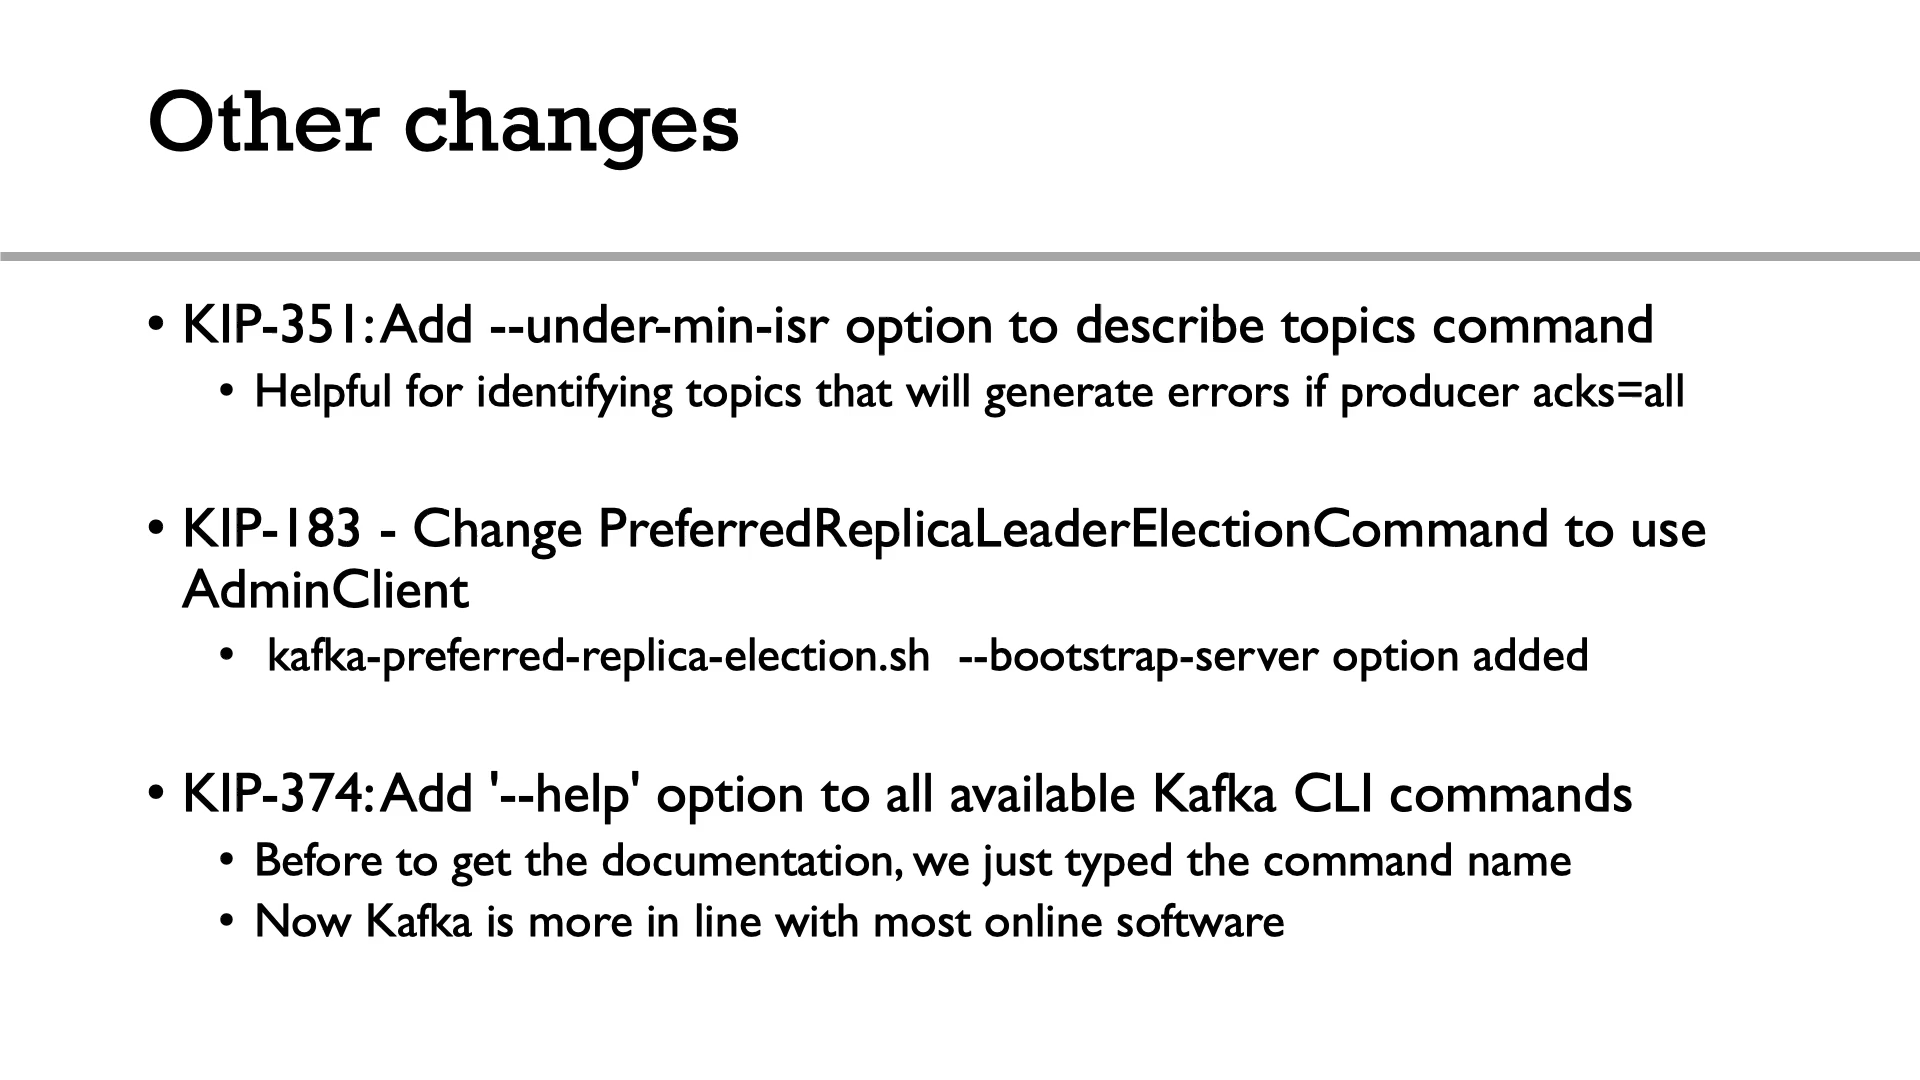 Other changes
• KIP-351: Add --under-min-isr option to describe topics command
• Helpful for identifying topics that will generate errors if producer acks=all
• KIP-183 - Change PreferredReplicaLeaderElectionCommand to use
AdminClient
• kafka-preferred-replica-election.sh  --bootstrap-server option added
• KIP-374: Add '--help' option to all available Kafka CLI commands
• Before to get the documentation, we just typed the command name
• Now Kafka is more in line with most online software